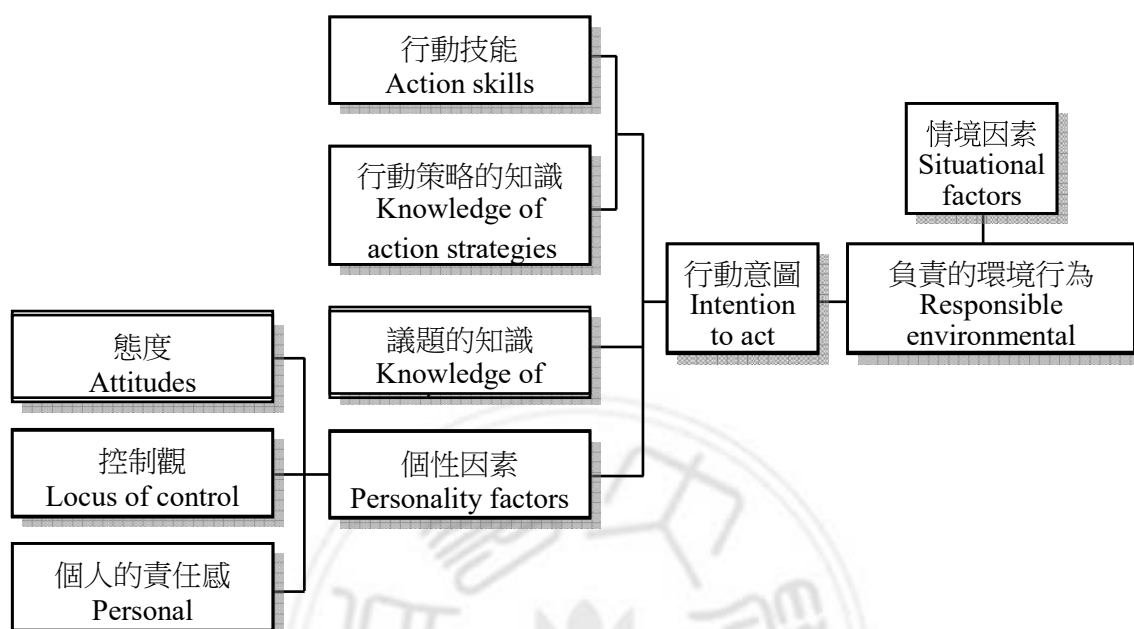 行動技能
Action skills
行動策略的知識
Knowledge of
action strategies
情境因素
Situational
factors
行動意圖
Intention
to act
負責的環境行為
Responsible
environmental
態度
Attitudes
議題的知識
Knowledge of
控制觀
Locus of control
個性因素
Personality factors
個人的責任感
Personal